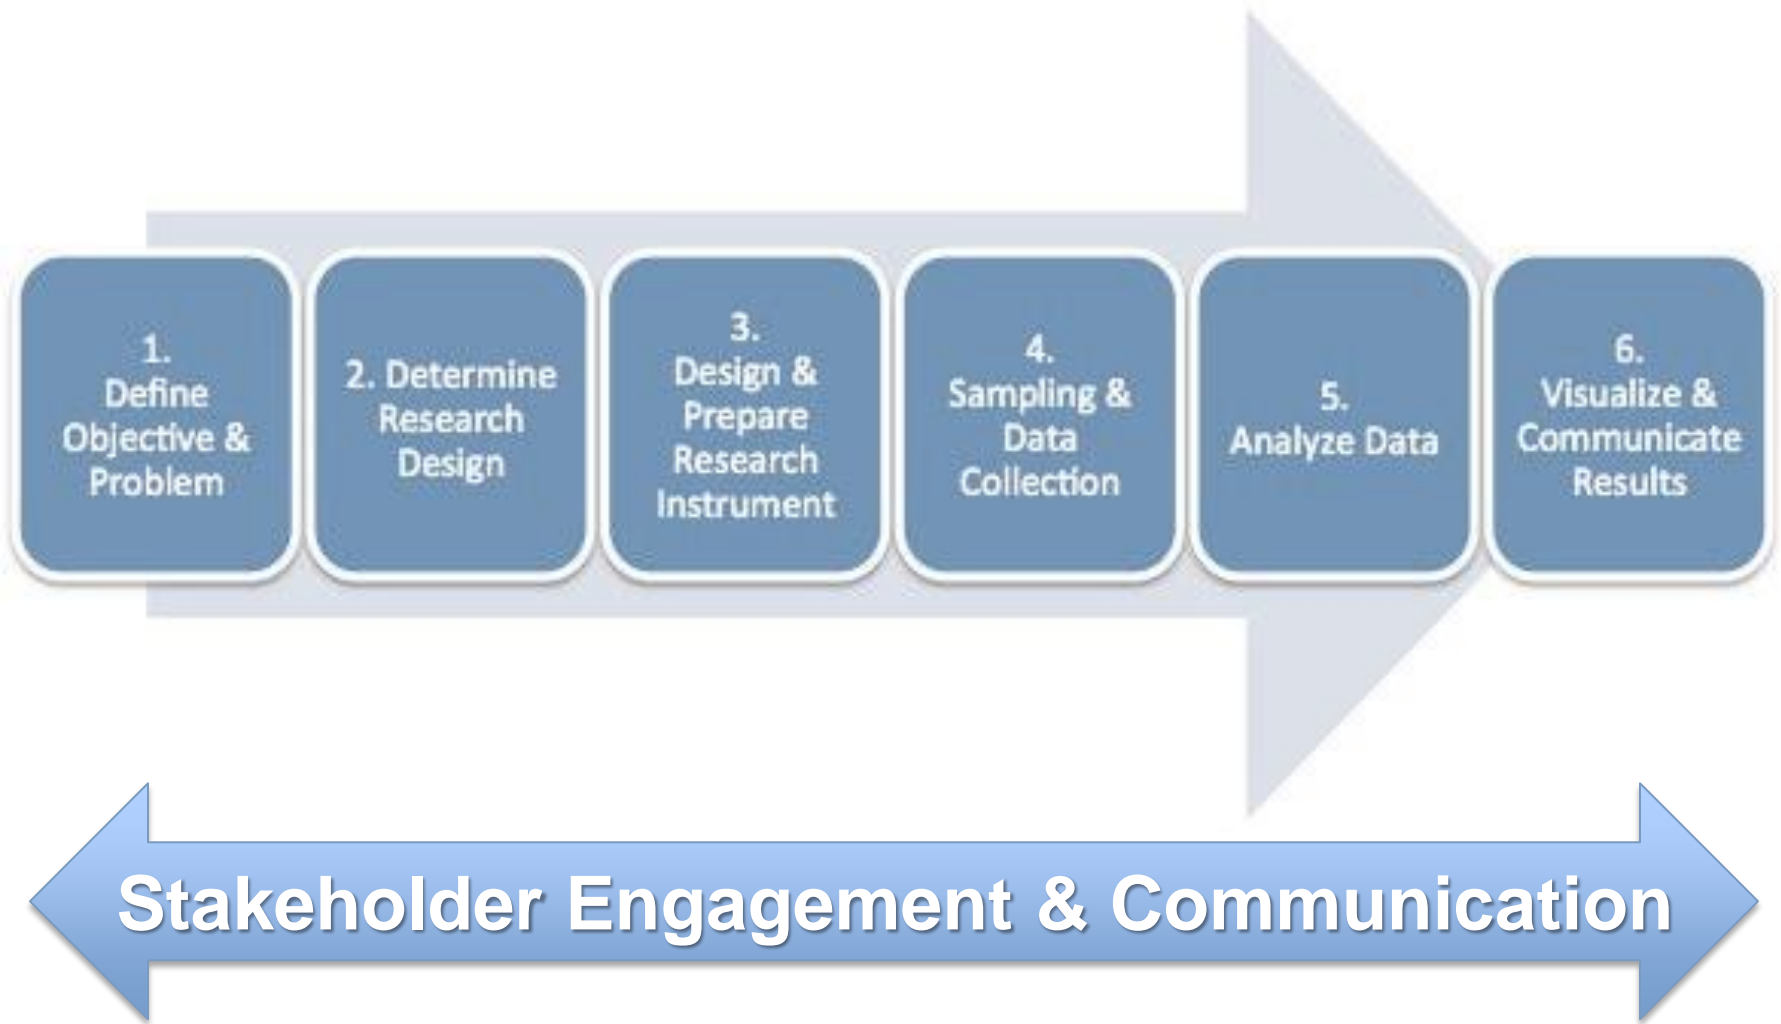 1.
Define
Objective &
Problem
2. Determine
Research
Design
3.
Design &
Prepare
Research
Instrument
4.
Sampling &
Data
Collection
5.
Analyze Data
6.
Visualize &
Communicate
Results
Stakeholder Engagement & Communication